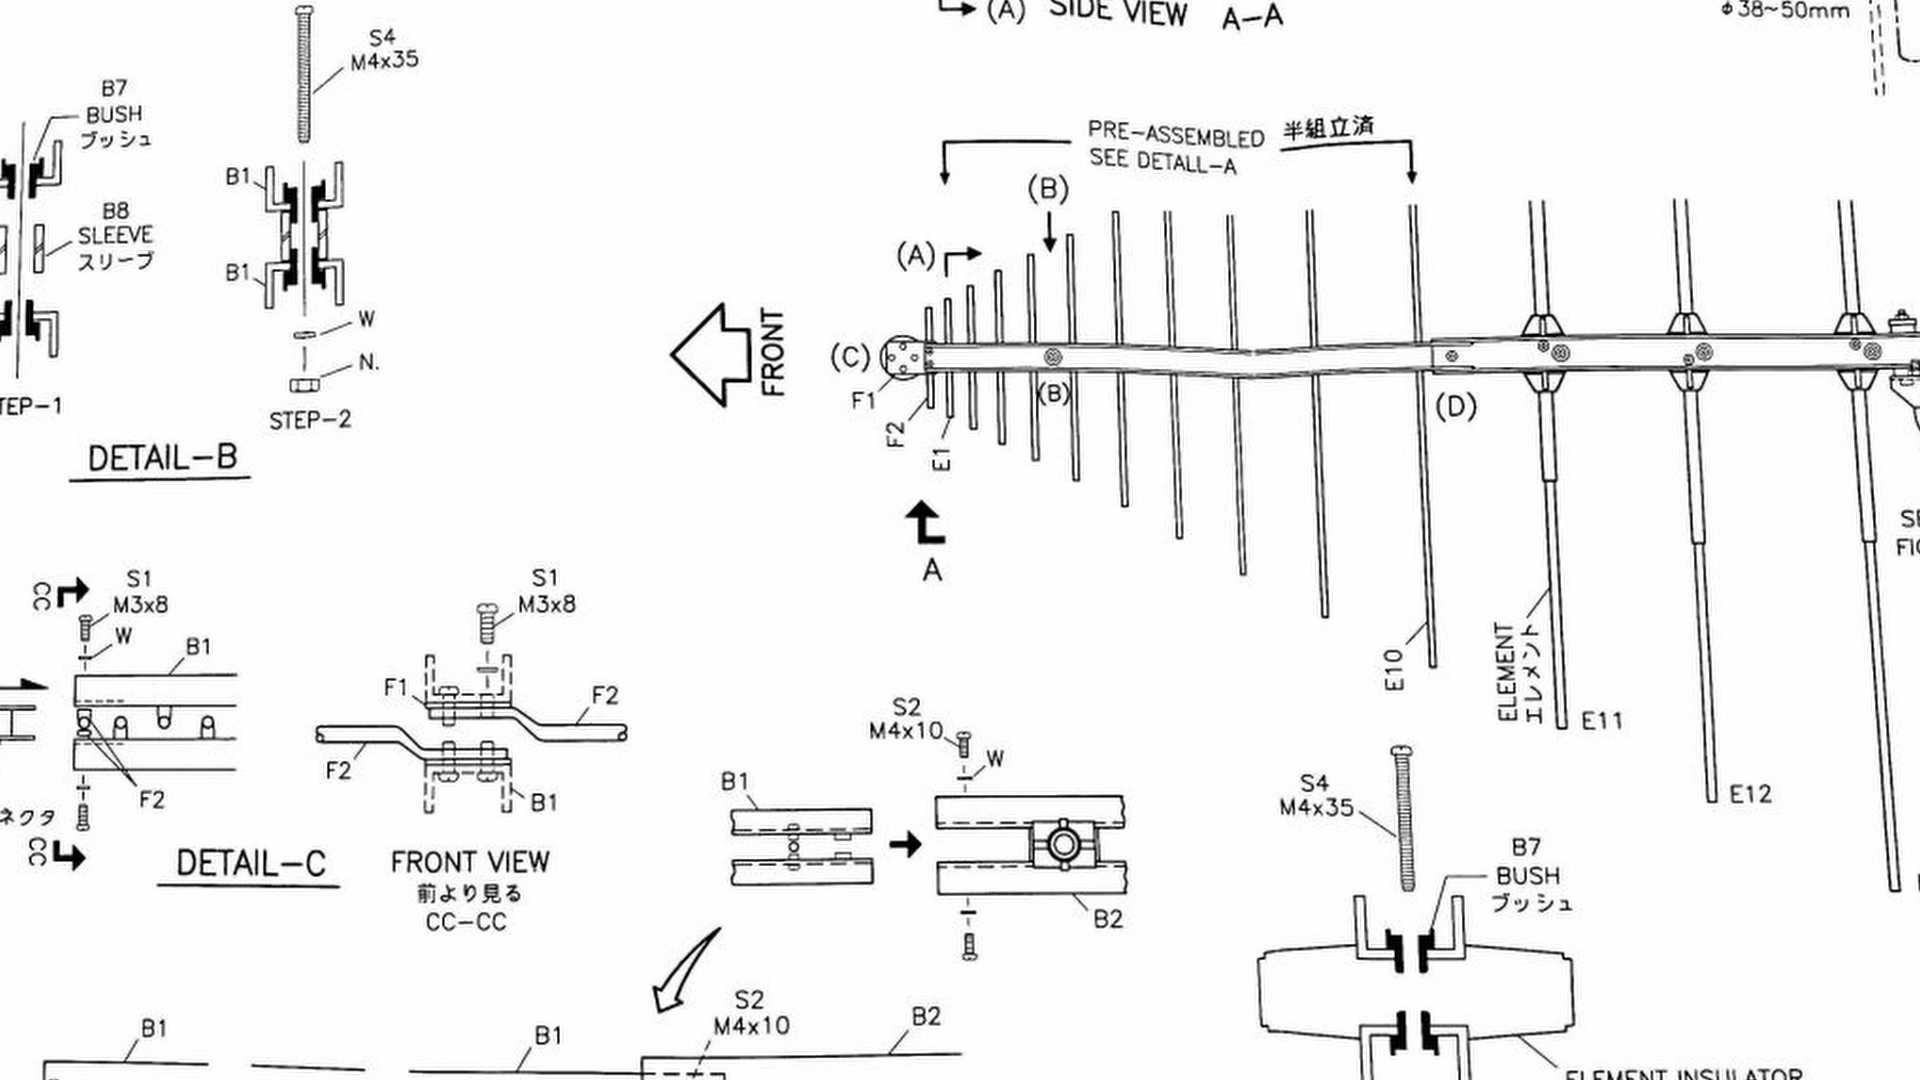 (A) SIDE VIEW A-A
φ38~50mm
S4
M4x35
B7
BUSH
ブッシュ
B8
SLEEVE
スリーブ
B1
B1
W
N.
STEP-2
DETAIL-B
PRE-ASSEMBLED 半組立済
SEE DETALL-A
(B)
(A)
(C)
FRONT
F1
F2
E1
(B)
(D)
A
E10
ELEMENT
エレメント
E11
E12
CC
S1
M3x8
W
B1
F2
CC
DETAIL-C
S1
M3x8
F1
F2
F2
B1
FRONT VIEW
前より見る
CC-CC
B1
S2
M4x10
W
B2
S4
M4x35
B7
BUSH
ブッシュ
B1
B1
S2
M4x10
B2
ELEMENT INSULATOR